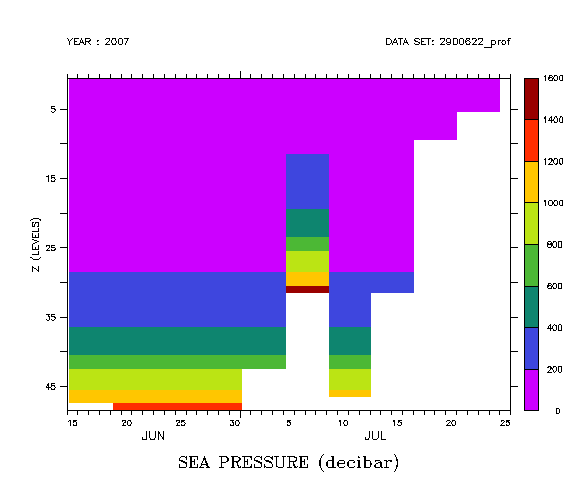 YEAR : 2007
DATA SET: 2900622_prof
Z (LEVELS)
5
15
25
35
45
15 20 25 30 5 10 15 20 25
JUN JUL
1600
1400
1200
1000
800
600
400
200
0
SEA PRESSURE (decibar)